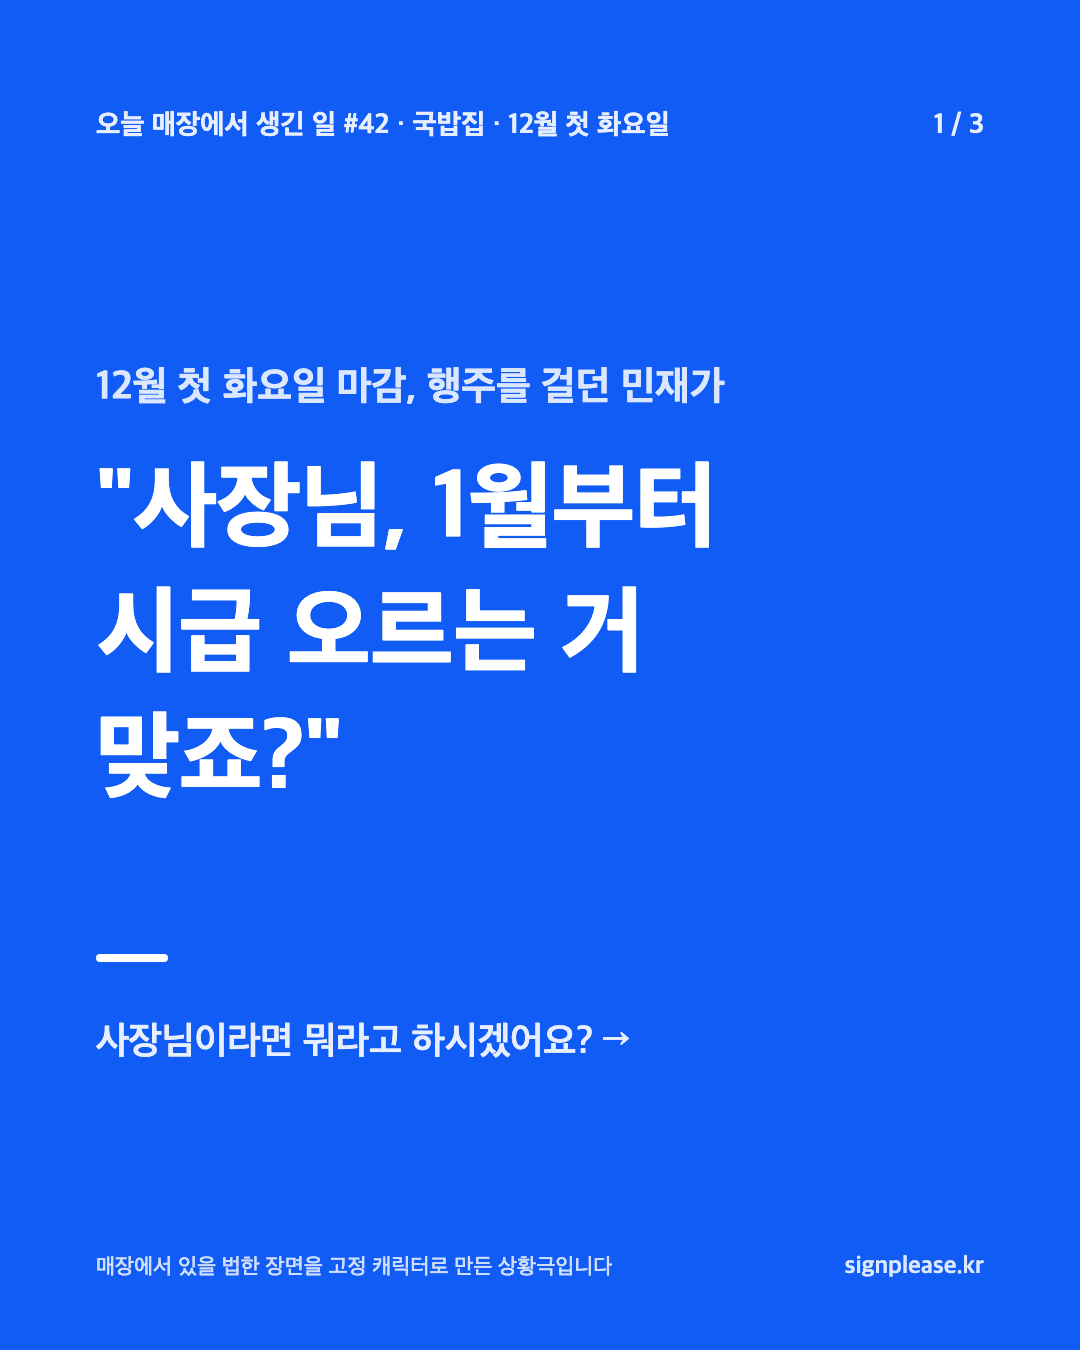 오늘 매장에서 생긴 일 #42 · 국밥집 · 12월 첫 화요일
1 / 3
12월 첫 화요일 마감, 행주를 걸던 민재가
"사장님, 1월부터
시급 오르는 거
맞죠?"
사장님이라면 뭐라고 하시겠어요? →
매장에서 있을 법한 장면을 고정 캐릭터로 만든 상황극입니다
signplease.kr